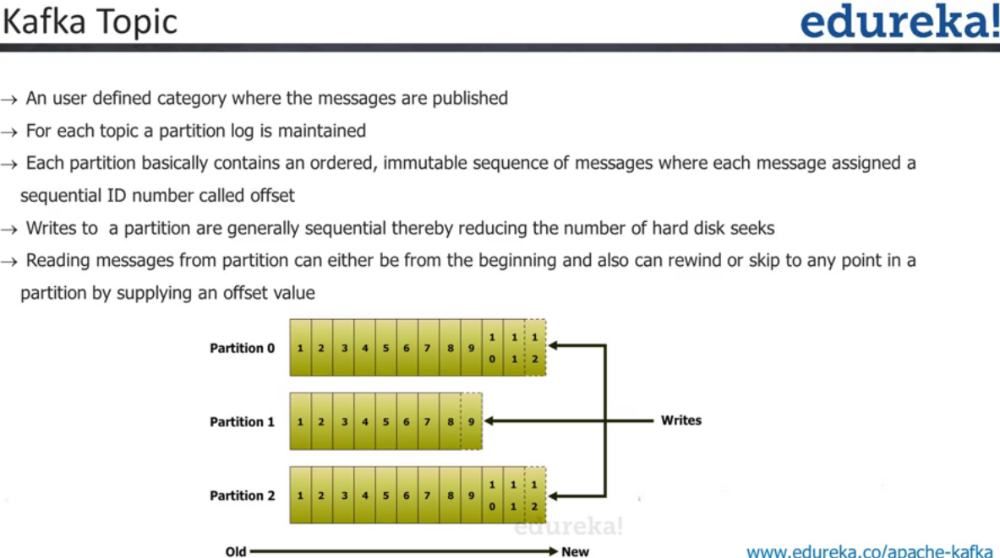 Kafka Topic
edureka!
→ An user defined category where the messages are published
→ For each topic a partition log is maintained
→ Each partition basically contains an ordered, immutable sequence of messages where each message assigned a
sequential ID number called offset
→ Writes to a partition are generally sequential thereby reducing the number of hard disk seeks
→ Reading messages from partition can either be from the beginning and also can rewind or skip to any point in a
partition by supplying an offset value
Partition 0 1 2 3 4 5 6 7 8 9 10 11 12
Partition 1 1 2 3 4 5 6 7 8 9 Writes
Partition 2 1 2 3 4 5 6 7 8 9 10 11 12
edureka!
Old New
www.edureka.co/apache-kafka